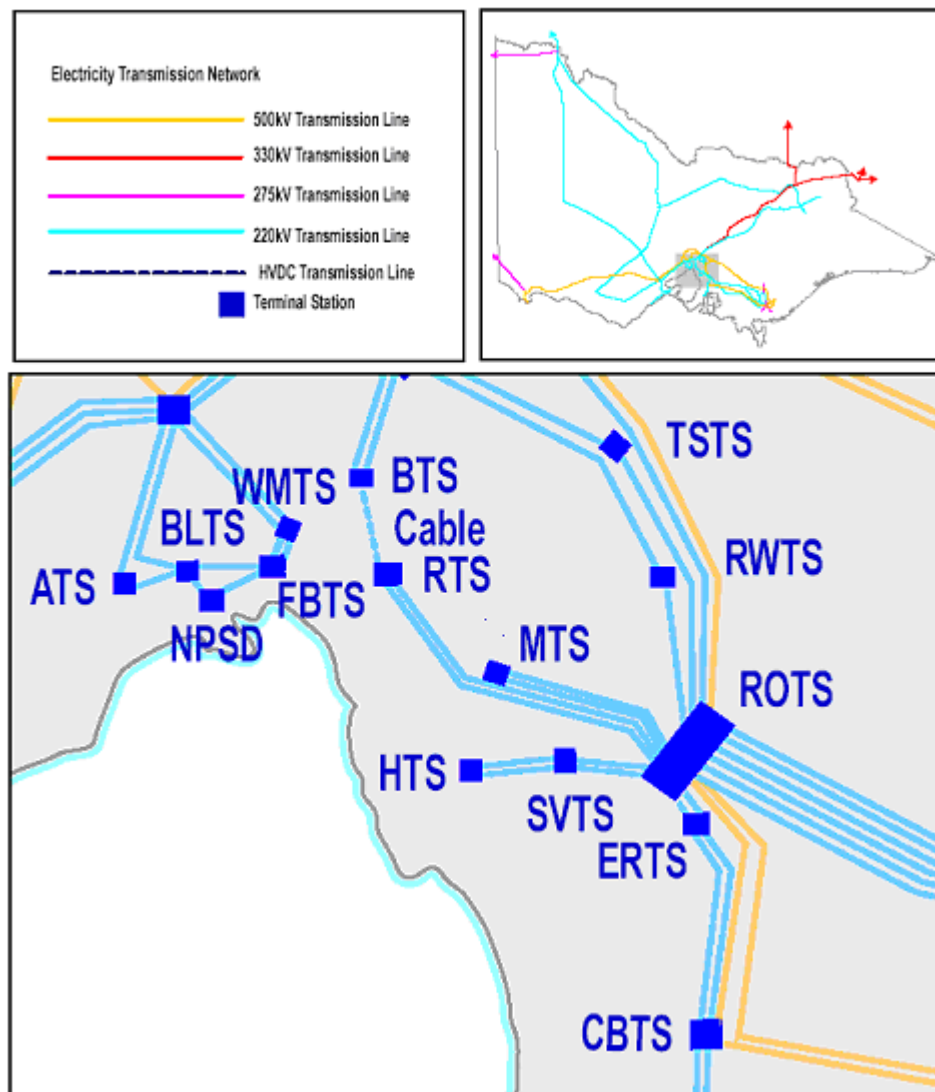 Electricity Transmission Network
500kV Transmission Line
330kV Transmission Line
275kV Transmission Line
220kV Transmission Line
HVDC Transmission Line
Terminal Station
TSTS
BTS
WMTS
BLTS
Cable
RWTS
RTS
ATS
FBTS
NPSD
MTS
ROTS
HTS
SVTS
ERTS
CBTS